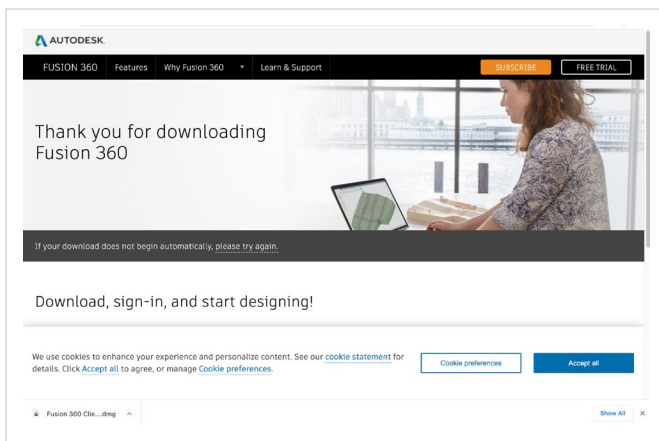 AUTODESK.
FUSION 360 Features Why Fusion 360 Learn & Support SUBSCRIBE FREE TRIAL
Thank you for downloading
Fusion 360
If your download does not begin automatically, please try again.
Download, sign-in, and start designing!
We use cookies to enhance your experience and personalize content. See our cookie statement for
details. Click Accept all to agree, or manage Cookie preferences.
Cookie preferences Accept all
Fusion 360 Clie....dmg Show All